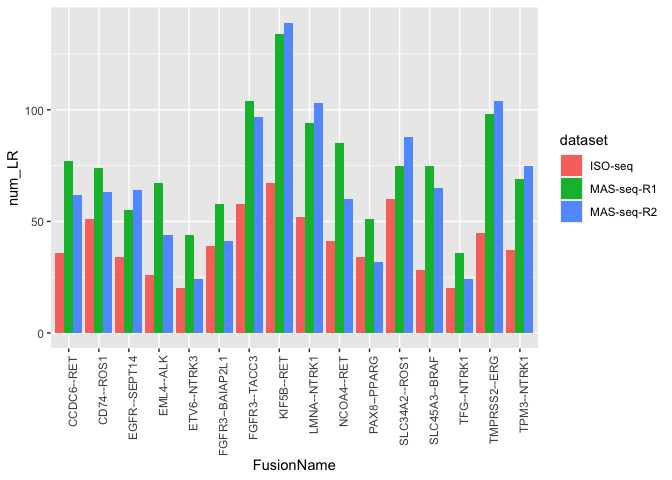 num_LR
100
50
0
CCDC6--RET
CD74--ROS1
EGFR--SEPT14
EML4--ALK
ETV6--NTRK3
FGFR3--BAIAP2L1
FGFR3--TACC3
KIF5B--RET
LMNA--NTRK1
NCOA4--RET
PAX8--PPARG
SLC34A2--ROS1
SLC45A3--BRAF
TFG--NTRK1
TMPRSS2--ERG
TPM3--NTRK1
FusionName
dataset
ISO-seq
MAS-seq-R1
MAS-seq-R2